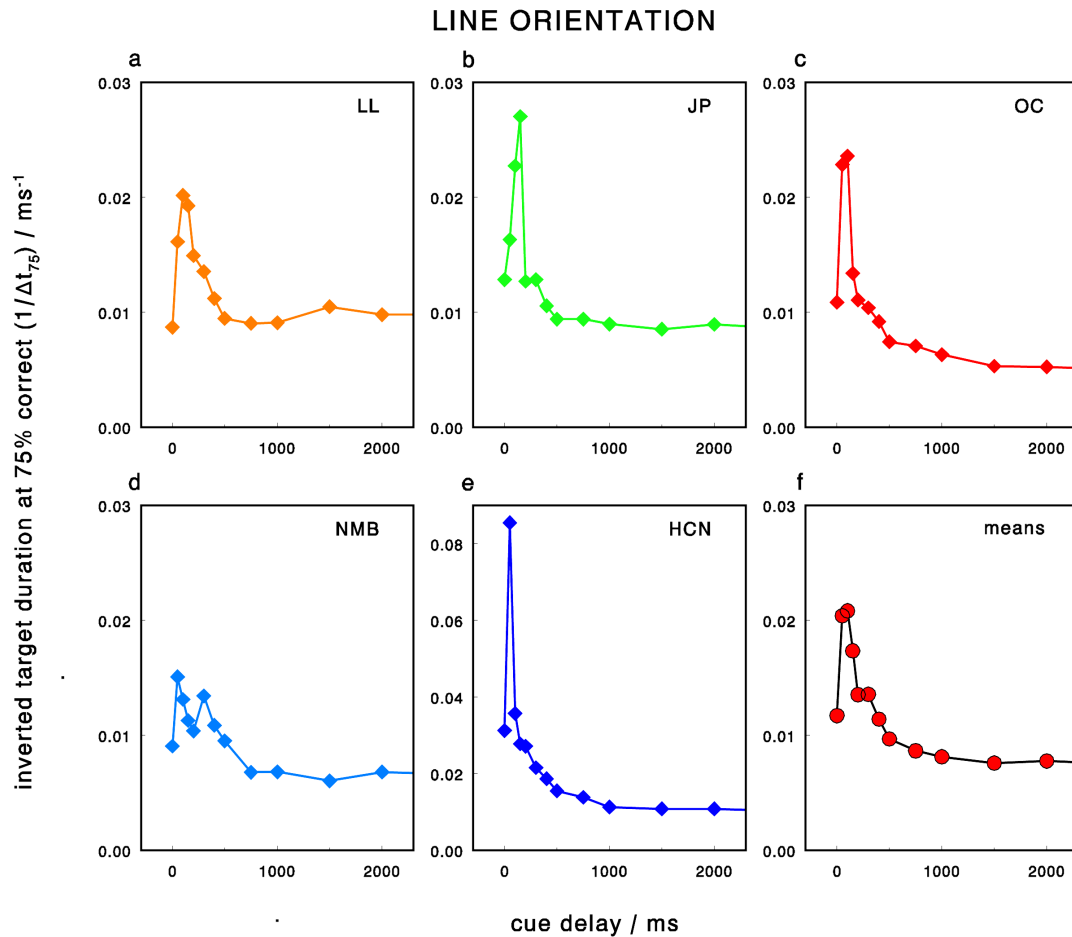 LINE ORIENTATION
a
b
c
0.03
LL
0.03
JP
0.03
OC
0.02
0.02
0.02
0.01
0.01
0.01
0.00
0.00
0.00
0 1000 2000
0 1000 2000
0 1000 2000
d
e
f
0.03
NMB
HCN
0.03
means
0.08
0.02
0.06
0.02
0.04
0.01
0.02
0.01
0.00
0.00
0.00
0 1000 2000
0 1000 2000
0 1000 2000
inverted target duration at 75% correct (1/Δt75) / ms-1
cue delay / ms